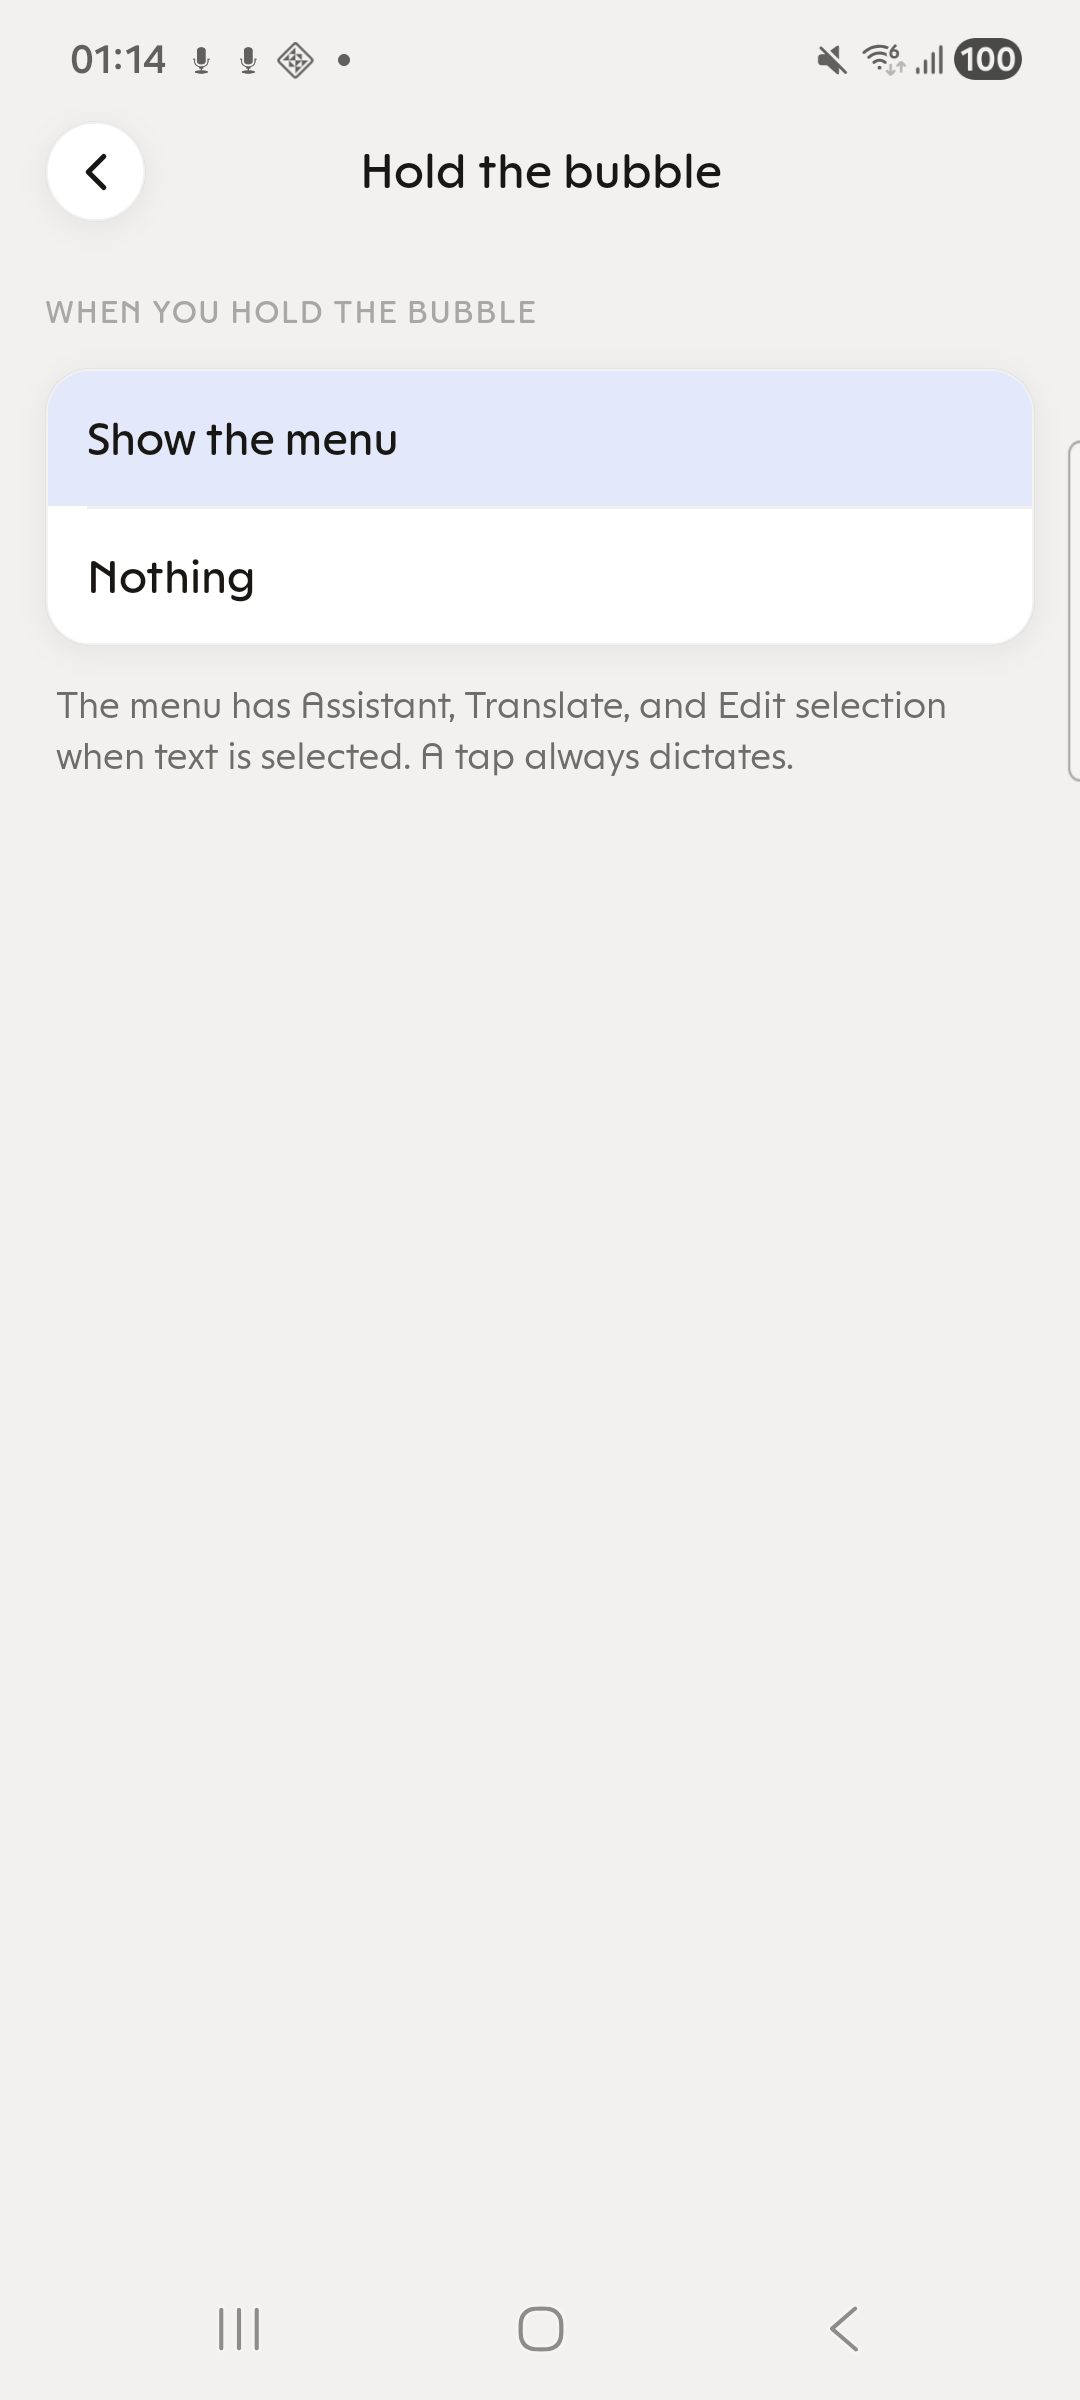 01:14
6
100
Hold the bubble
WHEN YOU HOLD THE BUBBLE
Show the menu
Nothing
The menu has Assistant, Translate, and Edit selection
when text is selected. A tap always dictates.